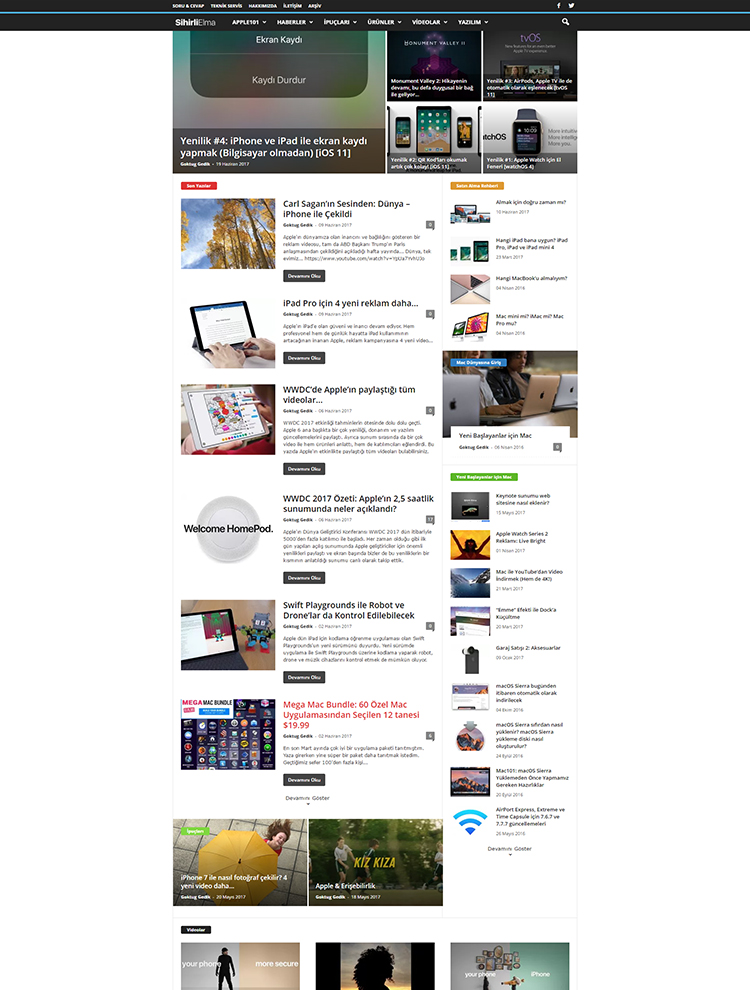 SORU & CEVAP TEKNİK SERVİS HAKKIMIZDA İLETİŞİM ARŞİV
SihirliElma APPLE101 HABERLER İPUÇLARI ÜRÜNLER VİDEOLAR YAZILIM
Ekran Kaydı
Kaydı Durdur
Yenilik #4: iPhone ve iPad ile ekran kaydı
yapmak (Bilgisayar olmadan) [iOS 11]
Goktug Gedik - 19 Haziran 2017
MONUMENT VALLEY II
Monument Valley 2: Hikayenin
devamı, bu defa duygusal bir bağ
ile geliyor...
tvOS
Yenilik #3: AirPods, Apple TV ile de
otomatik olarak eşlenecek [tvOS
11]
Yenilik #2: QR Kod'ları okumak
artık çok kolay! [iOS 11]
watchOS
Yenilik #1: Apple Watch için El
Feneri [watchOS 4]
Son Yazılar
Carl Sagan'ın Sesinden: Dünya –
iPhone ile Çekildi
Goktug Gedik - 09 Haziran 2017 0
Apple'ın dünyamıza olan inancını ve bağlılığını gösteren bir
reklam videosu, tam da ABD Başkanı Trump'ın Paris
anlaşmasından çekildiğini açıkladığı hafta yayında... Dünya, tek
Devamını Oku
iPad Pro için 4 yeni reklam daha...
Goktug Gedik - 09 Haziran 2017 0
Apple'ın iPad'e olan güveni ve inancı devam ediyor. Hem
profesyonel hem de günlük hayatta iPad kullanımının
artacağınan inanan Apple, reklam kampanyasına 4 yeni video...
Devamını Oku
WWDC'de Apple'ın paylaştığı tüm
videolar...
Goktug Gedik - 08 Haziran 2017 0
WWDC 2017 etkinliği tahminlerin ötesinde dolu dolu geçti.
Apple 6 ana başlıkta bir çok yeniliği, donanım ve yazılım
güncellemelerini paylaştı. Ayrıca sunum sırasında da bir çok
video ile hem ürünleri anlattı, hem de katılımcıları eğlendirdi. Bu
yazıda Apple'ın etkinlikte paylaştığı tüm videoları bulabilirsiniz.
Devamını Oku
Welcome HomePod.
WWDC 2017 Özeti: Apple'ın 2,5 saatlik
sunumunda neler açıklandı?
Goktug Gedik - 08 Haziran 2017 17
Apple'ın Dünya Geliştirici Konferansı WWDC 2017 dün itibariyle
5000'den fazla katılımcı ile başladı. Her zaman olduğu gibi ilk
gün yapılan açılış sunumunda Apple geliştiriciler için önemli
yenilikleri paylaştı ve ekran başında bizler de bu yeniliklerin bir
kısmının anlatıldığı sunumu canlı olarak takip ettik.
Devamını Oku
Swift Playgrounds ile Robot ve
Drone'lar da Kontrol Edilebilecek
Goktug Gedik - 02 Haziran 2017 0
Apple dün iPad için kodlama öğrenme uygulaması olan Swift
Playgrounds'un yeni sürümünü duyurdu. Yeni sürümde
uygulama ile Swift Playgrounds üzerine kodlama yaparak robot,
drone ve müzik cihazlarını kontrol etmek de mümkün oluyor.
Devamını Oku
MEGA MAC BUNDLE
Mega Mac Bundle: 60 Özel Mac
Uygulamasından Seçilen 12 tanesi
$19.99
Goktug Gedik - 02 Haziran 2017 6
En son Mart ayında çok iyi bir uygulama paketi tanıtmıştım.
Yaza girerken yine süper bir paket daha tanıtmak istedim.
Geçtiğimiz sefer 100'den fazla kişi...
Devamını Oku
Devamını Göster
İpuçları
iPhone 7 ile nasıl fotoğraf çekilir? 4
yeni video daha...
Goktug Gedik - 20 Mayıs 2017
KIZ KIZA
Apple & Erişebilirlik
Goktug Gedik - 18 Mayıs 2017
Satın Alma Rehberi
Almak için doğru zaman mı?
10 Haziran 2017
Hangi iPad bana uygun? iPad
Pro, iPad ve iPad mini 4
23 Mart 2017
Hangi MacBook'u almalıyım?
04 Nisan 2016
Mac mini mi? iMac mi? Mac
Pro mu?
04 Nisan 2016
Mac Dünyasına Giriş
Yeni Başlayanlar için Mac
Goktug Gedik - 06 Nisan 2016 0
Yeni Başlayanlar için Mac
Keynote sunumu web
sitesine nasıl eklenir?
15 Mayıs 2017
Apple Watch Series 2
Reklamı: Live Bright
01 Nisan 2017
Mac ile YouTube'dan Video
İndirmek (Hem de 4K!)
21 Mart 2017
"Emme" Efekti ile Dock'a
Küçültme
20 Mart 2017
Garaj Satışı 2: Aksesuarlar
09 Ocak 2017
macOS Sierra bugünden
itibaren otomatik olarak
indirilecek
04 Ekim 2016
macOS Sierra sıfırdan nasıl
yüklenir? macOS Sierra
yükleme diski nasıl
oluşturulur?
24 Eylül 2016
Mac101: macOS Sierra
Yüklemeden Önce Yapmamız
Gereken Hazırlıklar
20 Eylül 2016
AirPort Express, Extreme ve
Time Capsule için 7.6.7 ve
7.7.7 güncellemeleri
20 Mayıs 2016
Devamını Göster
Videolar
your phone more secure
your phone iPhone